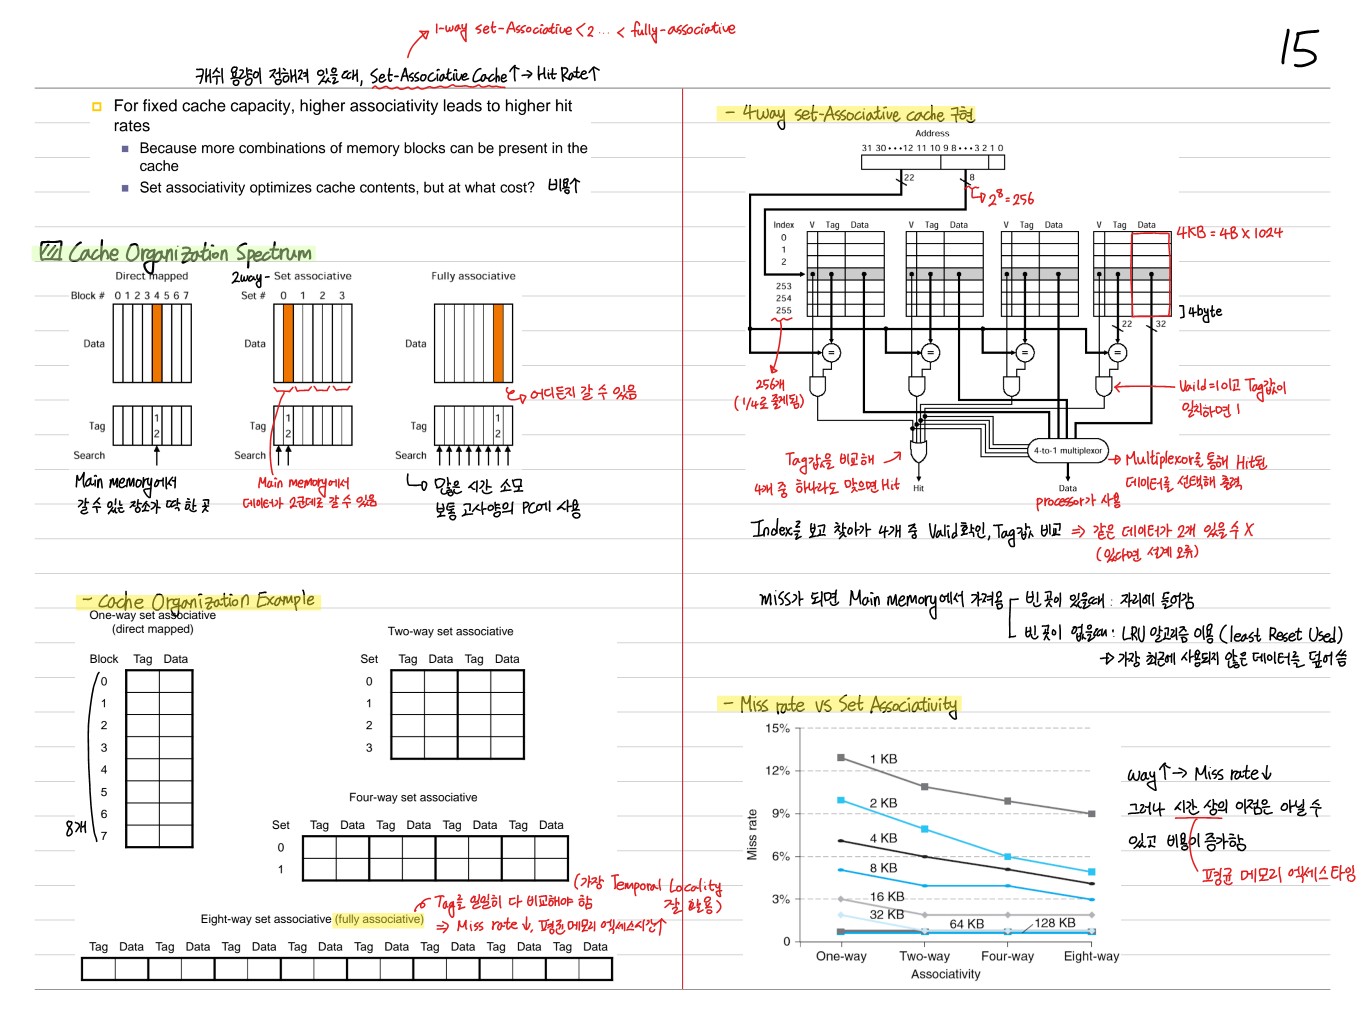 1-way set-Associative < 2 ··· < fully-associative
15
캐쉬 용량이 정해져 있을때, Set-Associative Cache↑ → Hit Rate↑
For fixed cache capacity, higher associativity leads to higher hit
rates
Because more combinations of memory blocks can be present in the
cache
Set associativity optimizes cache contents, but at what cost? 비용↑
Cache Organization Spectrum
Direct mapped
2way- Set associative
Fully associative
Block # 0 1 2 3 4 5 6 7
Set # 0 1 2 3
Data
Data
Data
어디든지 갈 수 있음
Tag 1 2
Tag 1 2
Tag 1 2
Search
Search
Search
Main memory에서
갈 수 있는 장소가 딱 한 곳
Main memory에서
데이터가 2군데로 갈 수 있음
많은 시간 소모
보통 고사양의 PC에 사용
- Cache Organization Example
One-way set associative
(direct mapped)
Block Tag Data
0
1
2
3
4
5
6
7
8개
Two-way set associative
Set Tag Data Tag Data
0
1
2
3
Four-way set associative
Set Tag Data Tag Data Tag Data Tag Data
0
1
(가장 Temporal Locality
잘 활용)
Tag를 일일히 다 비교해야 함
Eight-way set associative (fully associative)
⇒ Miss rate↓, 평균 메모리 엑세스시간↑
Tag Data Tag Data Tag Data Tag Data Tag Data Tag Data Tag Data Tag Data
- 4way set-Associative cache 구현
Address
31 30 ••• 12 11 10 9 8 ••• 3 2 1 0
22
8
2⁸ = 256
Index V Tag Data V Tag Data V Tag Data V Tag Data
4KB = 4B x 1024
0
1
2
253
254
255
4byte
22
32
= = = =
256개
(1/4로 줄게됨)
Vaild = 1이고 Tag값이
일치하면 1
4-to-1 multiplexor
Tag값을 비교해
4개 중 하나라도 맞으면 Hit
Hit
Multiplexor를 통해 Hit된
데이터를 선택해 출력
Data
processor가 사용
Index를 보고 찾아가 4개 중 Valid확인, Tag값 비교 ⇒ 같은 데이터가 2개 있을 수 X
(있다면 설계 오류)
miss가 되면 Main memory에서 가져옴
빈 곳이 있을때 : 자리에 들어감
빈 곳이 없을때 : LRU 알고리즘 이용 (least Reset Used)
→ 가장 최근에 사용되지 않은 데이터를 덮어씀
- Miss rate vs Set Associativity
15%
12%
9%
6%
3%
0
Miss rate
1 KB
2 KB
4 KB
8 KB
16 KB
32 KB
64 KB
128 KB
One-way Two-way Four-way Eight-way
Associativity
way↑ → Miss rate↓
그러나 시간 상의 이점은 아닐 수
있고 비용이 증가함
평균 메모리 엑세스타임